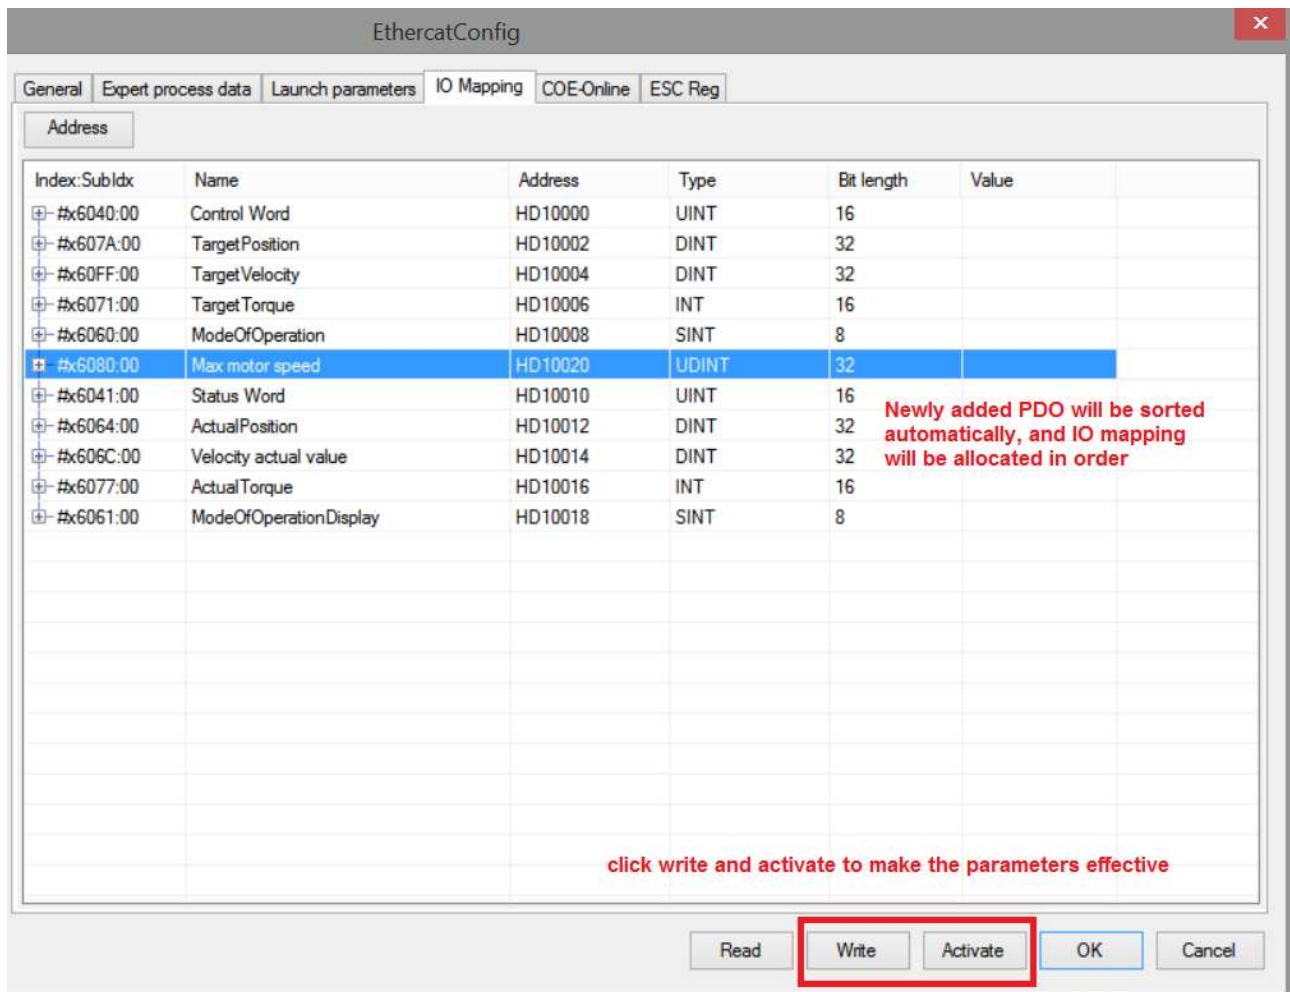 EthercatConfig
General Expert process data Launch parameters IO Mapping COE-Online ESC Reg
Address
Index:SubIdx Name Address Type Bit length Value
#x6040:00 Control Word HD10000 UINT 16
#x607A:00 TargetPosition HD10002 DINT 32
#x60FF:00 TargetVelocity HD10004 DINT 32
#x6071:00 TargetTorque HD10006 INT 16
#x6060:00 ModeOfOperation HD10008 SINT 8
#x6080:00 Max motor speed HD10020 UDINT 32
#x6041:00 Status Word HD10010 UINT 16
#x6064:00 ActualPosition HD10012 DINT 32
#x606C:00 Velocity actual value HD10014 DINT 32
#x6077:00 ActualTorque HD10016 INT 16
#x6061:00 ModeOfOperationDisplay HD10018 SINT 8
Newly added PDO will be sorted
automatically, and IO mapping
will be allocated in order
click write and activate to make the parameters effective
Read Write Activate OK Cancel